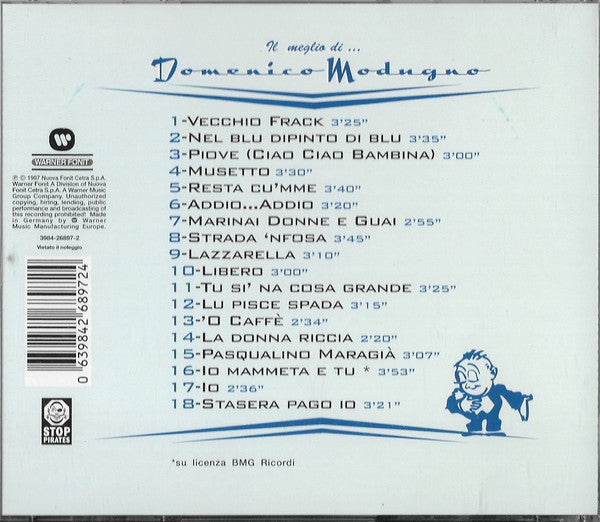 Il meglio di ...
Domenico Modugno
1-Vecchio Frack 3'25"
2-Nel blu dipinto di blu 3'35"
3-Piove (Ciao Ciao Bambina) 3'00"
4-Musetto 3'30"
5-Resta cu'mme 3'40"
6-Addio...Addio 3'20"
7-Marinai Donne e Guai 2'55"
8-Strada 'nfosa 3'45"
9-Lazzarella 3'10"
10-Libero 3'00"
11-Tu si' na cosa grande 3'25"
12-Lu pisce spada 3'15"
13-'O Caffè 2'34"
14-La donna riccia 2'20"
15-Pasqualino Maragià 3'07"
16-Io mammeta e tu * 3'53"
17-Io 2'36"
18-Stasera pago io 3'21"
*su licenza BMG Ricordi
WARNER FONIT
℗ © 1997 Nuova Fonit Cetra S.p.A.
Warner Fonit A Division of Nuova
Fonit Cetra S.p.A. A Warner Music
Group Company. Unauthorized
copying, hiring, lending, public
performance and broadcasting of
this recording prohibited! Made in
Germany by Warner
Music Manufacturing Europe.
3984-26897-2
Vietato il noleggio
0 639842 689724
STOP
PIRATES